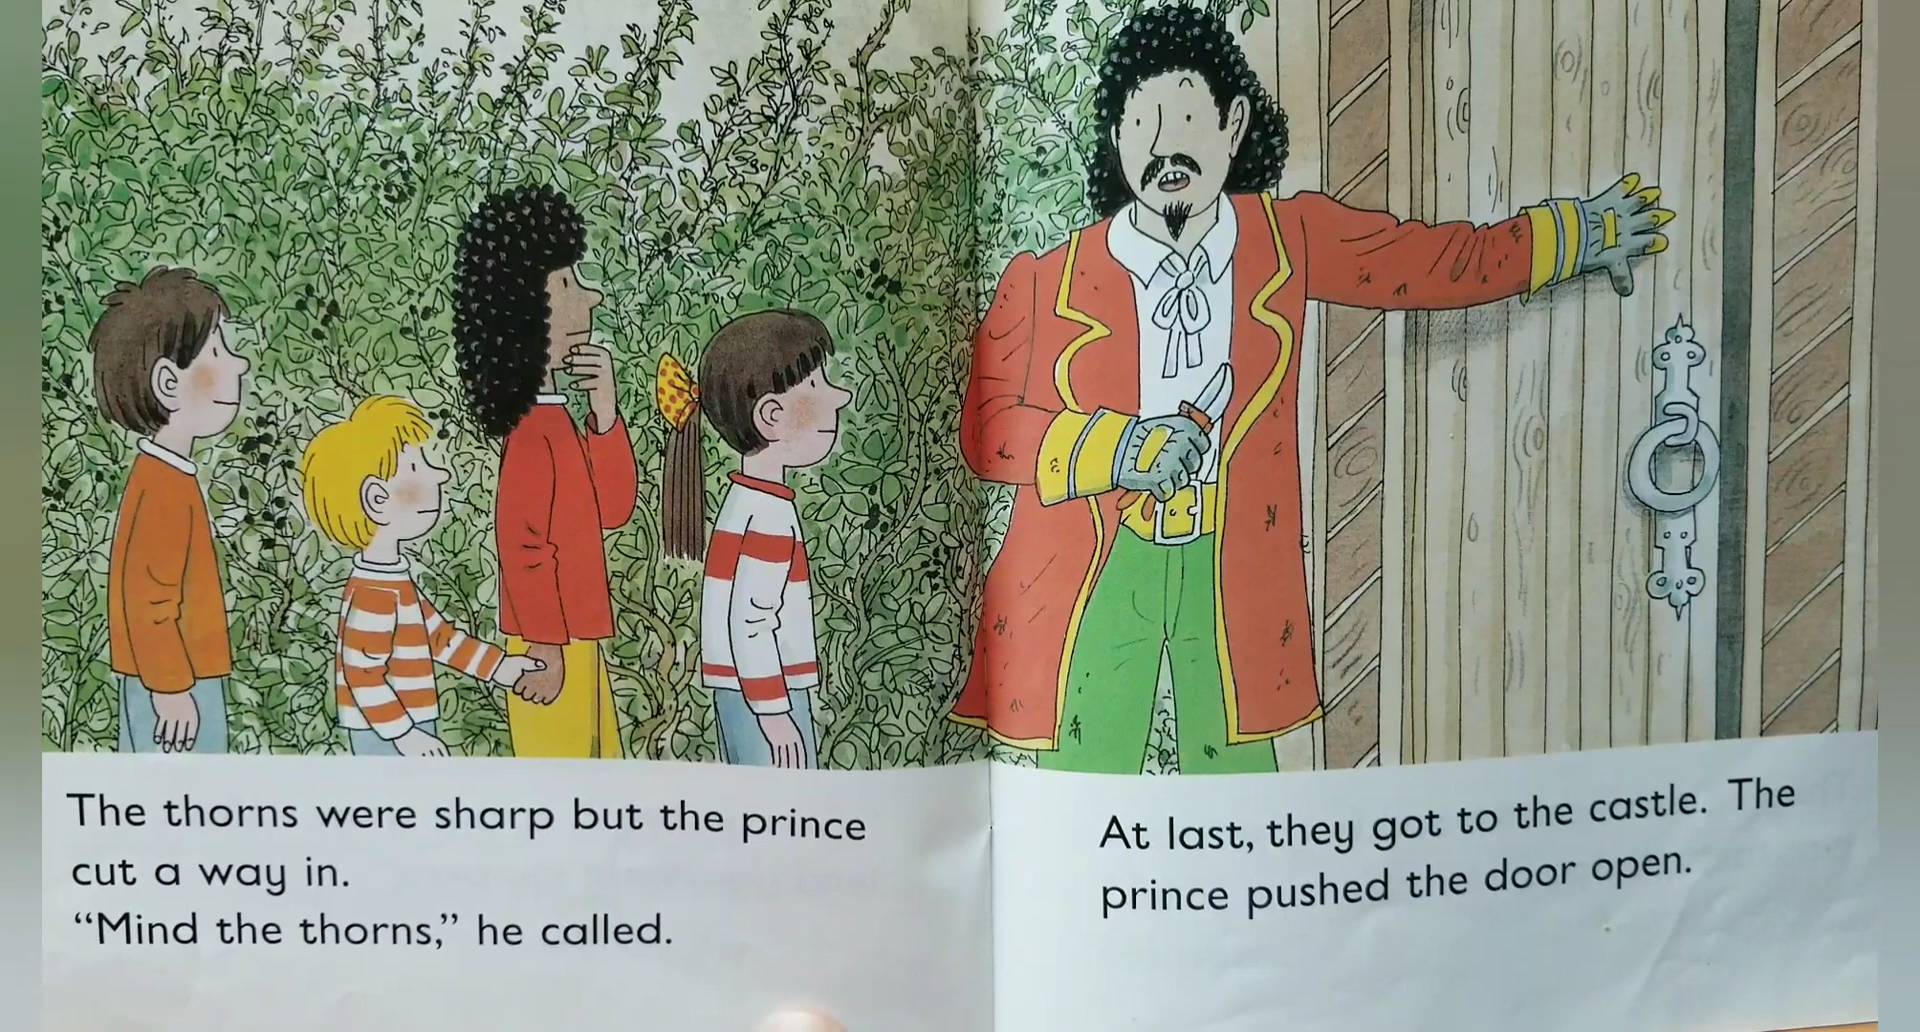 The thorns were sharp but the prince
cut a way in.
“Mind the thorns,” he called.
At last, they got to the castle. The
prince pushed the door open.